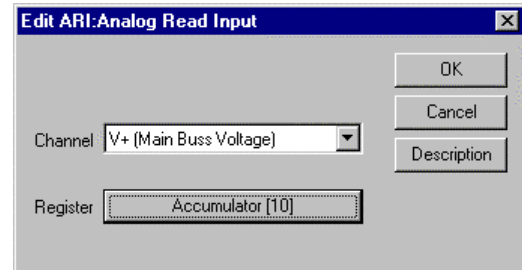 Edit ARI:Analog Read Input
OK
Cancel
Channel V+ (Main Buss Voltage)
Description
Register Accumulator [10]